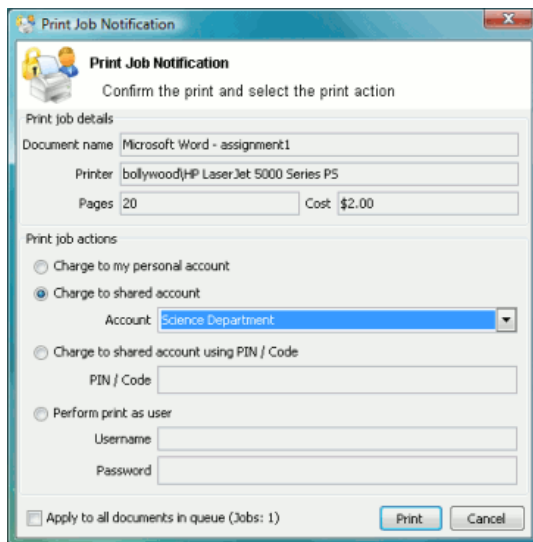 Print Job Notification
Print Job Notification
Confirm the print and select the print action
Print job details
Document name Microsoft Word - assignment1
Printer bollywood\HP LaserJet 5000 Series PS
Pages 20 Cost $2.00
Print job actions
Charge to my personal account
Charge to shared account
Account Science Department
Charge to shared account using PIN / Code
PIN / Code
Perform print as user
Username
Password
Apply to all documents in queue (Jobs: 1) Print Cancel